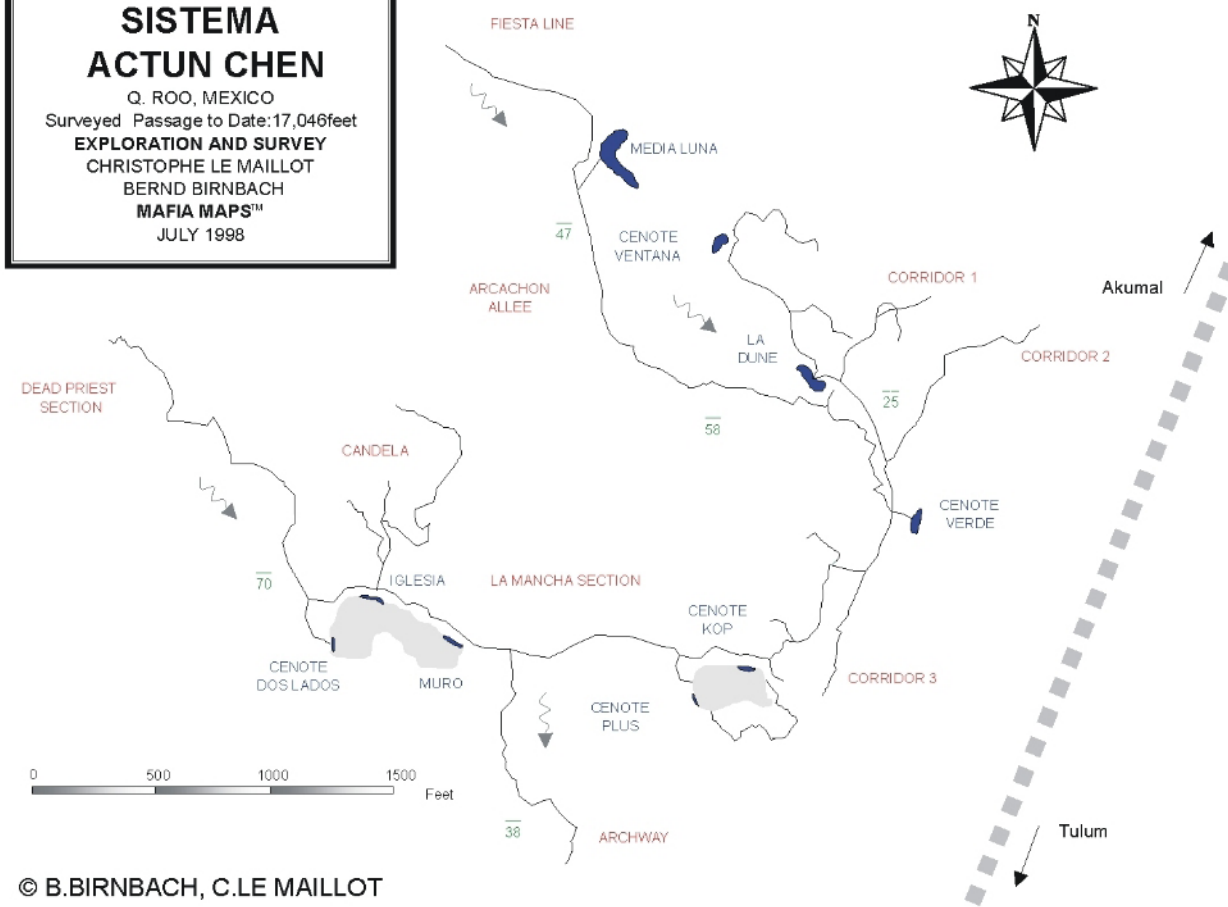 SISTEMA
ACTUN CHEN
Q. ROO, MEXICO
Surveyed Passage to Date:17,046feet
EXPLORATION AND SURVEY
CHRISTOPHE LE MAILLOT
BERND BIRNBACH
MAFIA MAPS™
JULY 1998
FIESTA LINE
N
MEDIA LUNA
47
CENOTE
VENTANA
ARCACHON
ALLEE
CORRIDOR 1
Akumal
LA
DUNE
CORRIDOR 2
DEAD PRIEST
SECTION
25
58
CANDELA
CENOTE
VERDE
70
IGLESIA
LA MANCHA SECTION
CENOTE
KOP
CENOTE
DOS LADOS
MURO
CORRIDOR 3
CENOTE
PLUS
0 500 1000 1500
Feet
38
ARCHWAY
Tulum
© B.BIRNBACH, C.LE MAILLOT